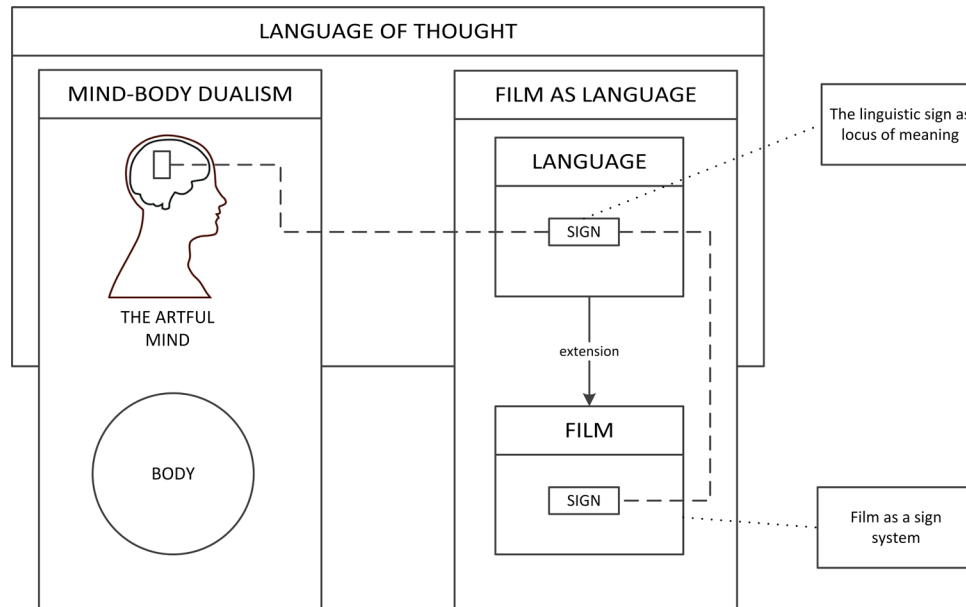 LANGUAGE OF THOUGHT
MIND-BODY DUALISM
THE ARTFUL
MIND
BODY
FILM AS LANGUAGE
LANGUAGE
SIGN
extension
FILM
SIGN
The linguistic sign as
locus of meaning
Film as a sign
system